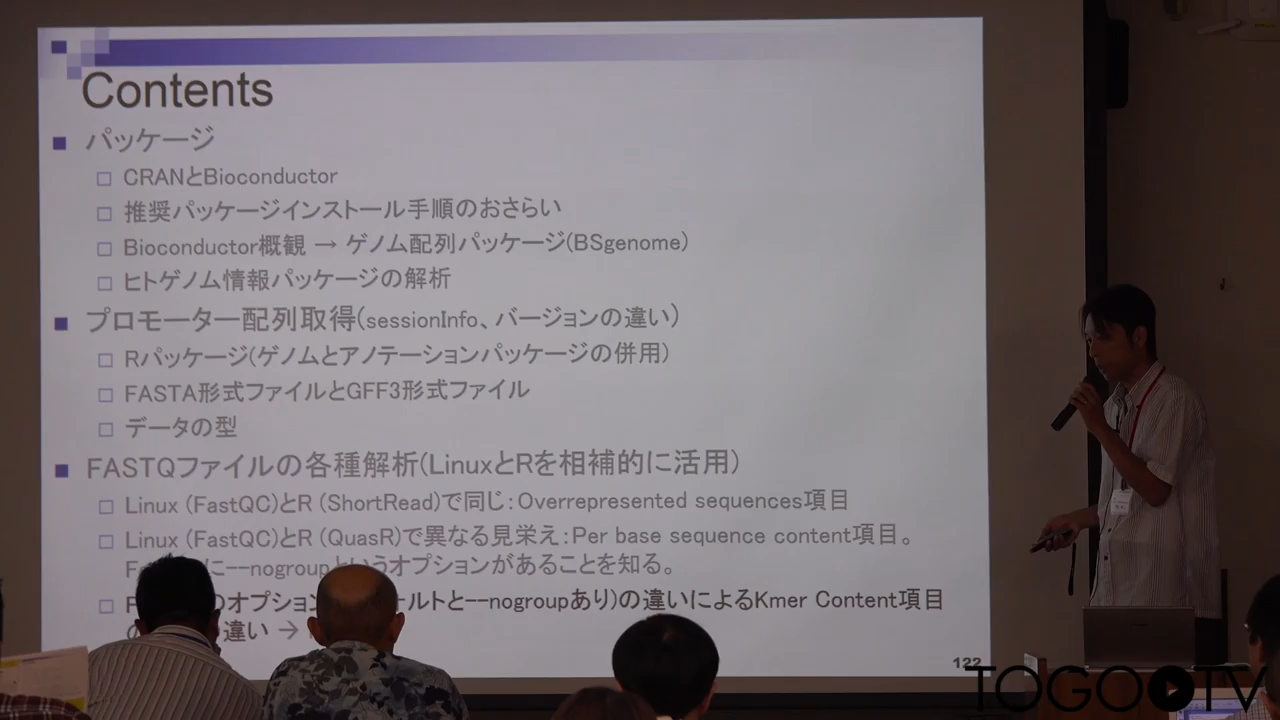 Contents
パッケージ
CRANとBioconductor
推奨パッケージインストール手順のおさらい
Bioconductor概観 → ゲノム配列パッケージ(BSgenome)
ヒトゲノム情報パッケージの解析
プロモーター配列取得(sessionInfo、バージョンの違い)
Rパッケージ(ゲノムとアノテーションパッケージの併用)
FASTA形式ファイルとGFF3形式ファイル
データの型
FASTQファイルの各種解析(LinuxとRを相補的に活用)
Linux (FastQC)とR (ShortRead)で同じ：Overrepresented sequences項目
Linux (FastQC)とR (QuasR)で異なる見栄え：Per base sequence content項目。
に--nogroupというオプションがあることを知る。
のオプション ルトと--nogroupあり)の違いによるKmer Content項目
違い →
122
TOGO TV